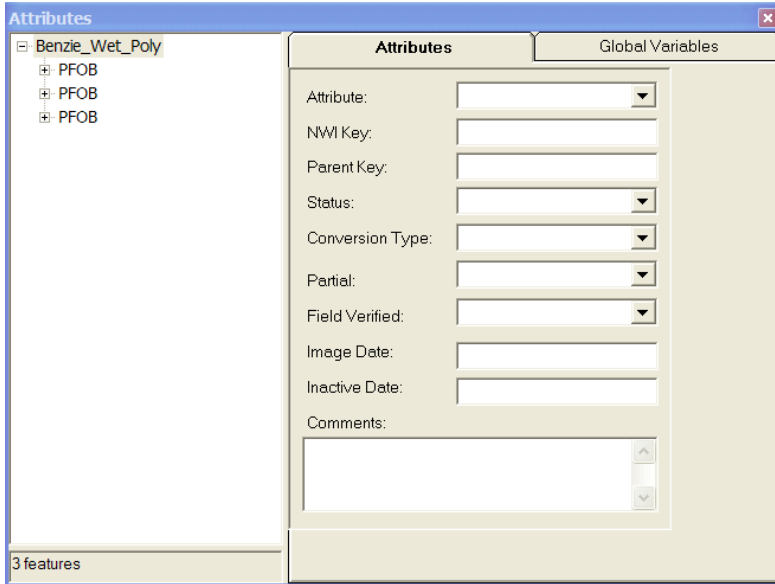 Attributes
Benzie_Wet_Poly
PFOB
PFOB
PFOB
3 features
Attributes
Global Variables
Attribute:
NWI Key:
Parent Key:
Status:
Conversion Type:
Partial:
Field Verified:
Image Date:
Inactive Date:
Comments: